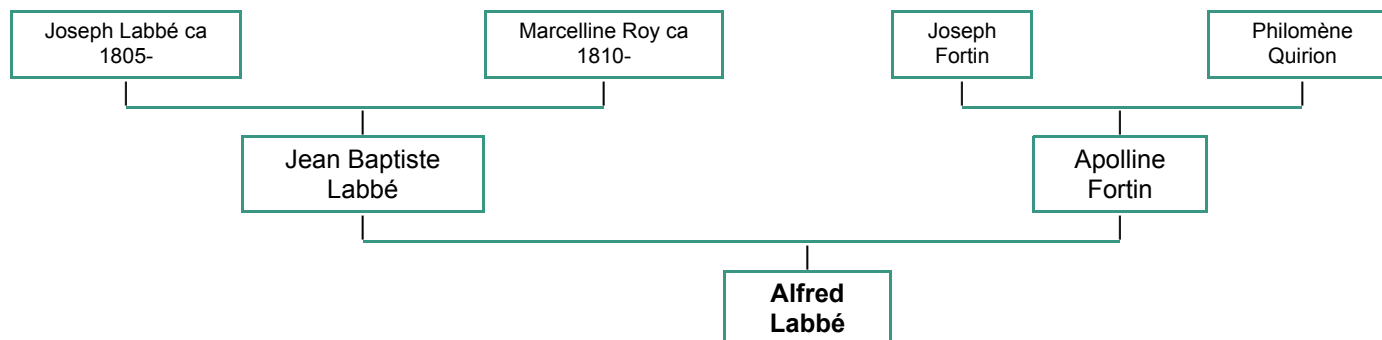 Joseph Labbé ca
1805-
Marcelline Roy ca
1810-
Joseph
Fortin
Philomène
Quirion
Jean Baptiste
Labbé
Apolline
Fortin
Alfred
Labbé